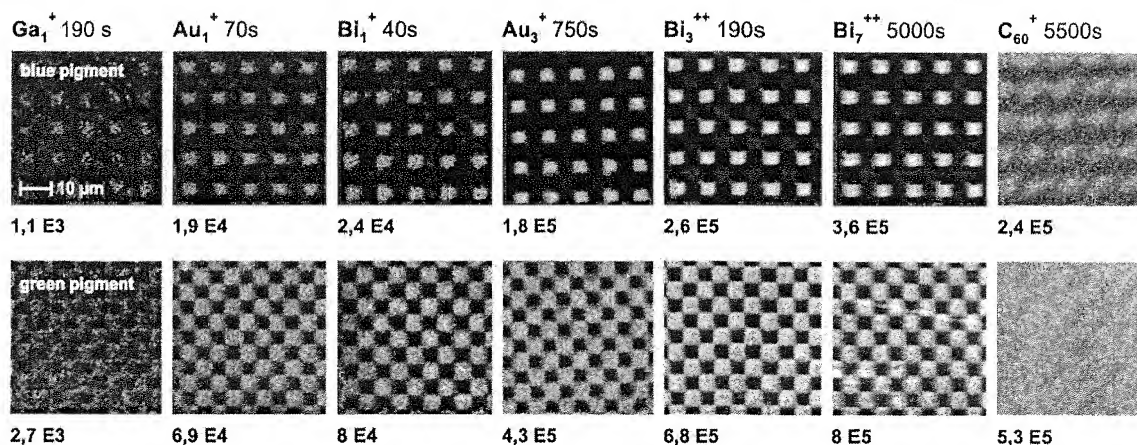 Ga₁⁺ 190 s Au₁⁺ 70s Bi₁⁺ 40s Au₃⁺ 750s Bi₃⁺⁺ 190s Bi₇⁺⁺ 5000s C₆₀⁺ 5500s
blue pigment
10 µm
1,1 E3 1,9 E4 2,4 E4 1,8 E5 2,6 E5 3,6 E5 2,4 E5
green pigment
2,7 E3 6,9 E4 8 E4 4,3 E5 6,8 E5 8 E5 5,3 E5